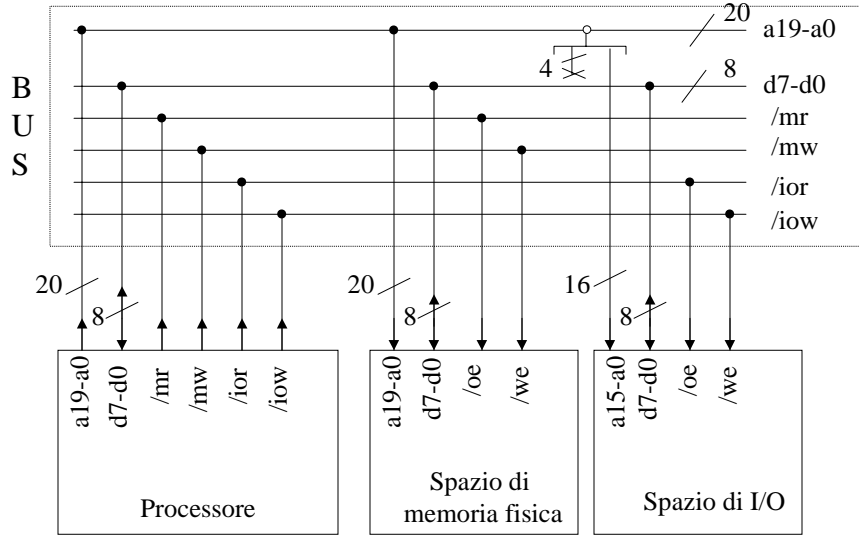 20
a19-a0
4
8
d7-d0
B
U
S
/mr
/mw
/ior
/iow
20
8
20
8
16
8
a19-a0
d7-d0
/mr
/mw
/ior
/iow
a19-a0
d7-d0
/oe
/we
a15-a0
d7-d0
/oe
/we
Processore
Spazio di
memoria fisica
Spazio di I/O